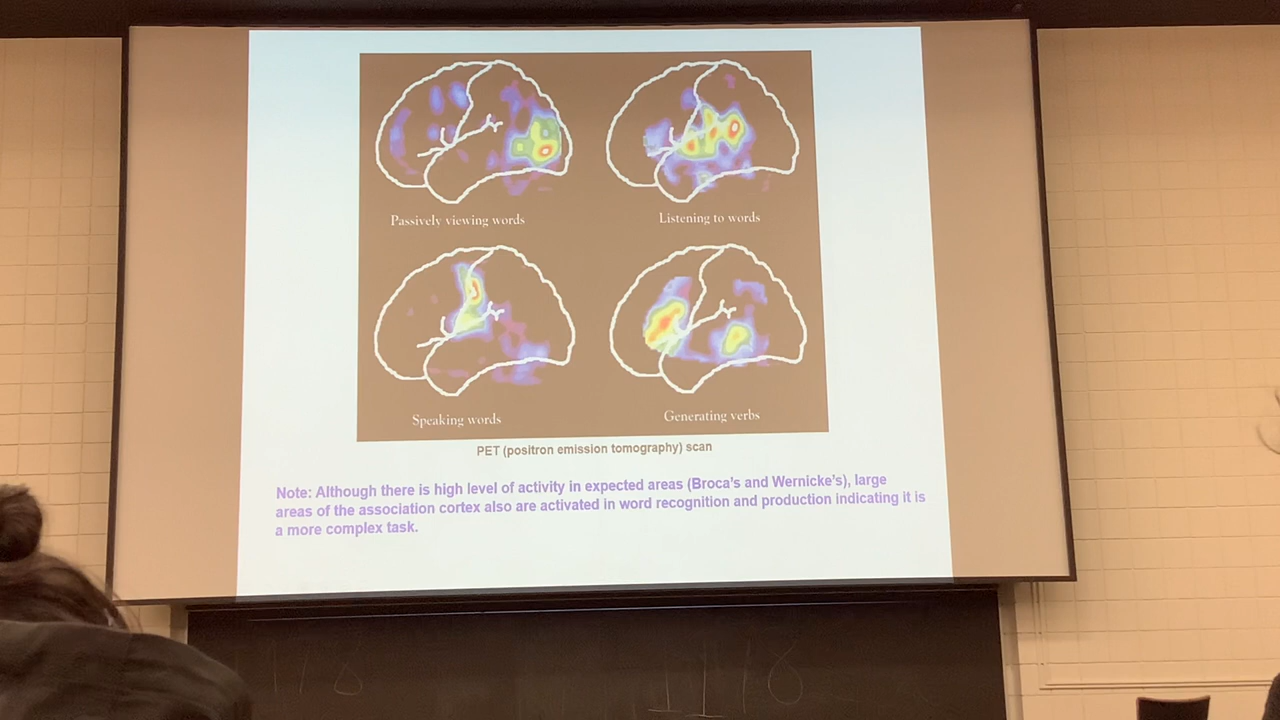 Passively viewing words
Listening to words
Speaking words
Generating verbs
PET (positron emission tomography) scan
Note: Although there is high level of activity in expected areas (Broca's and Wernicke's), large
areas of the association cortex also are activated in word recognition and production indicating it is
a more complex task.
118